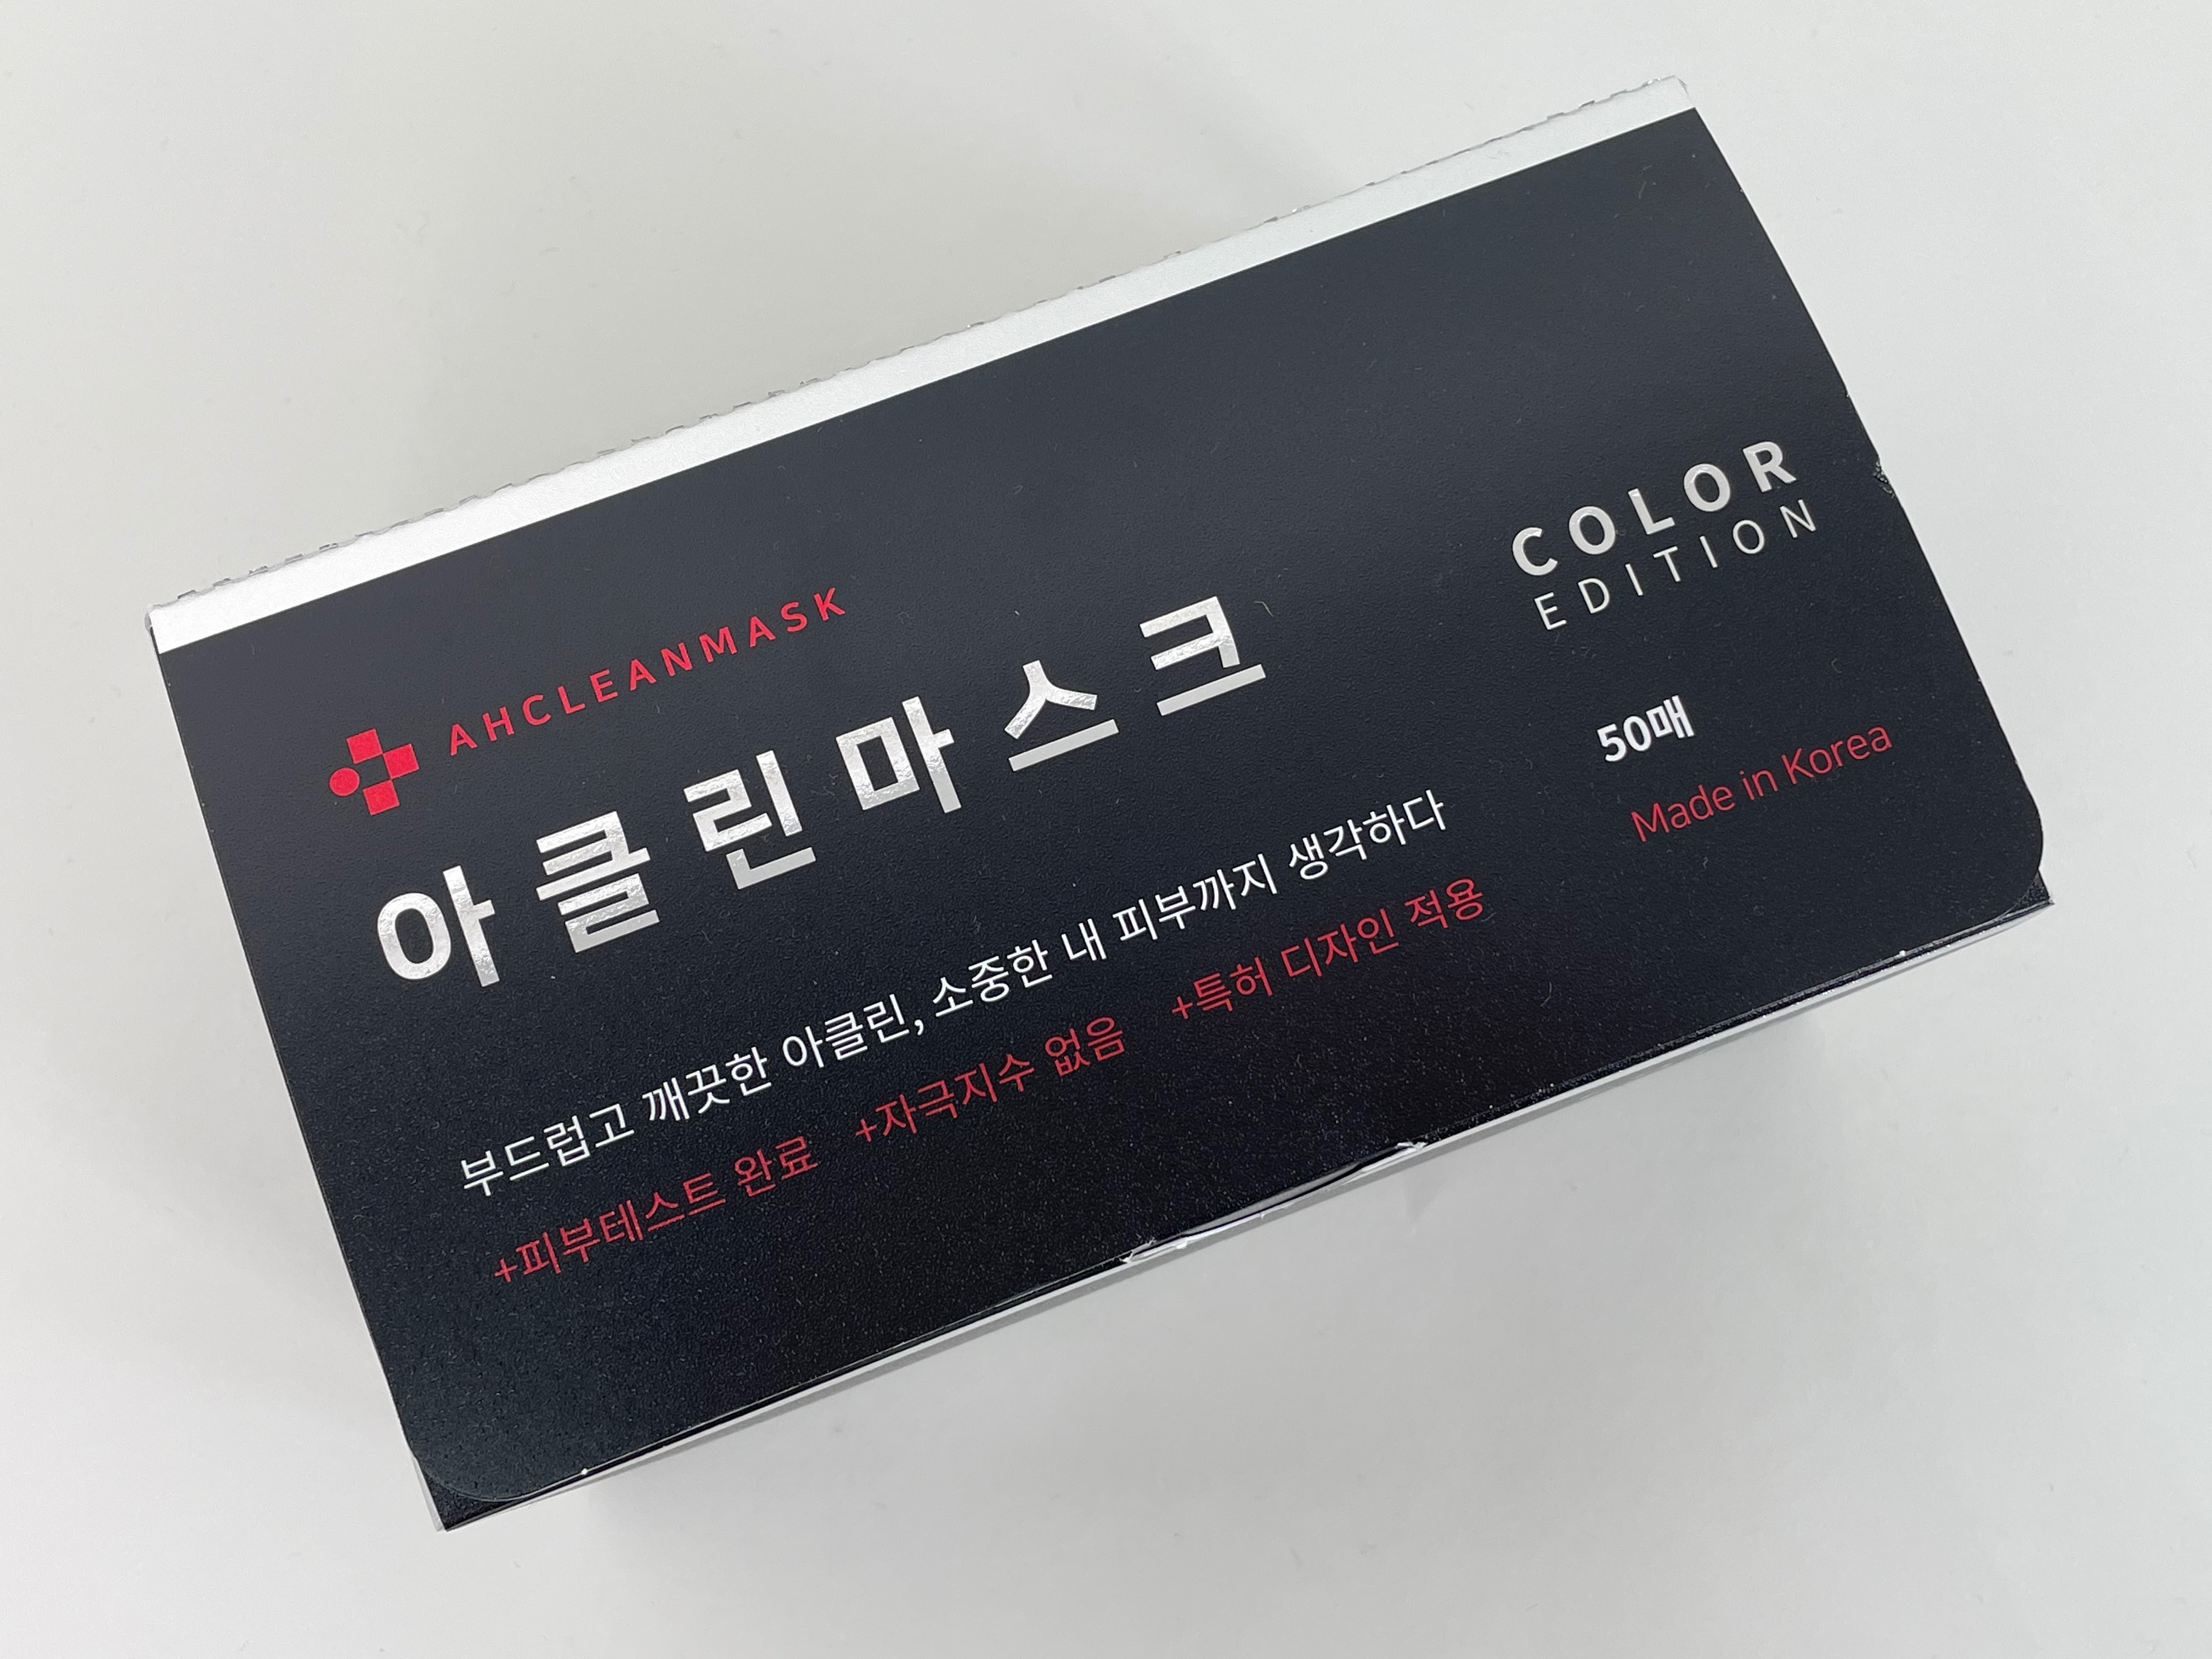 AHCLEANMASK
아클린마스크
부드럽고 깨끗한 아클린, 소중한 내 피부까지 생각하다
+피부테스트 완료 +자극지수 없음 +특허 디자인 적용
COLOR
EDITION
50매
Made in Korea